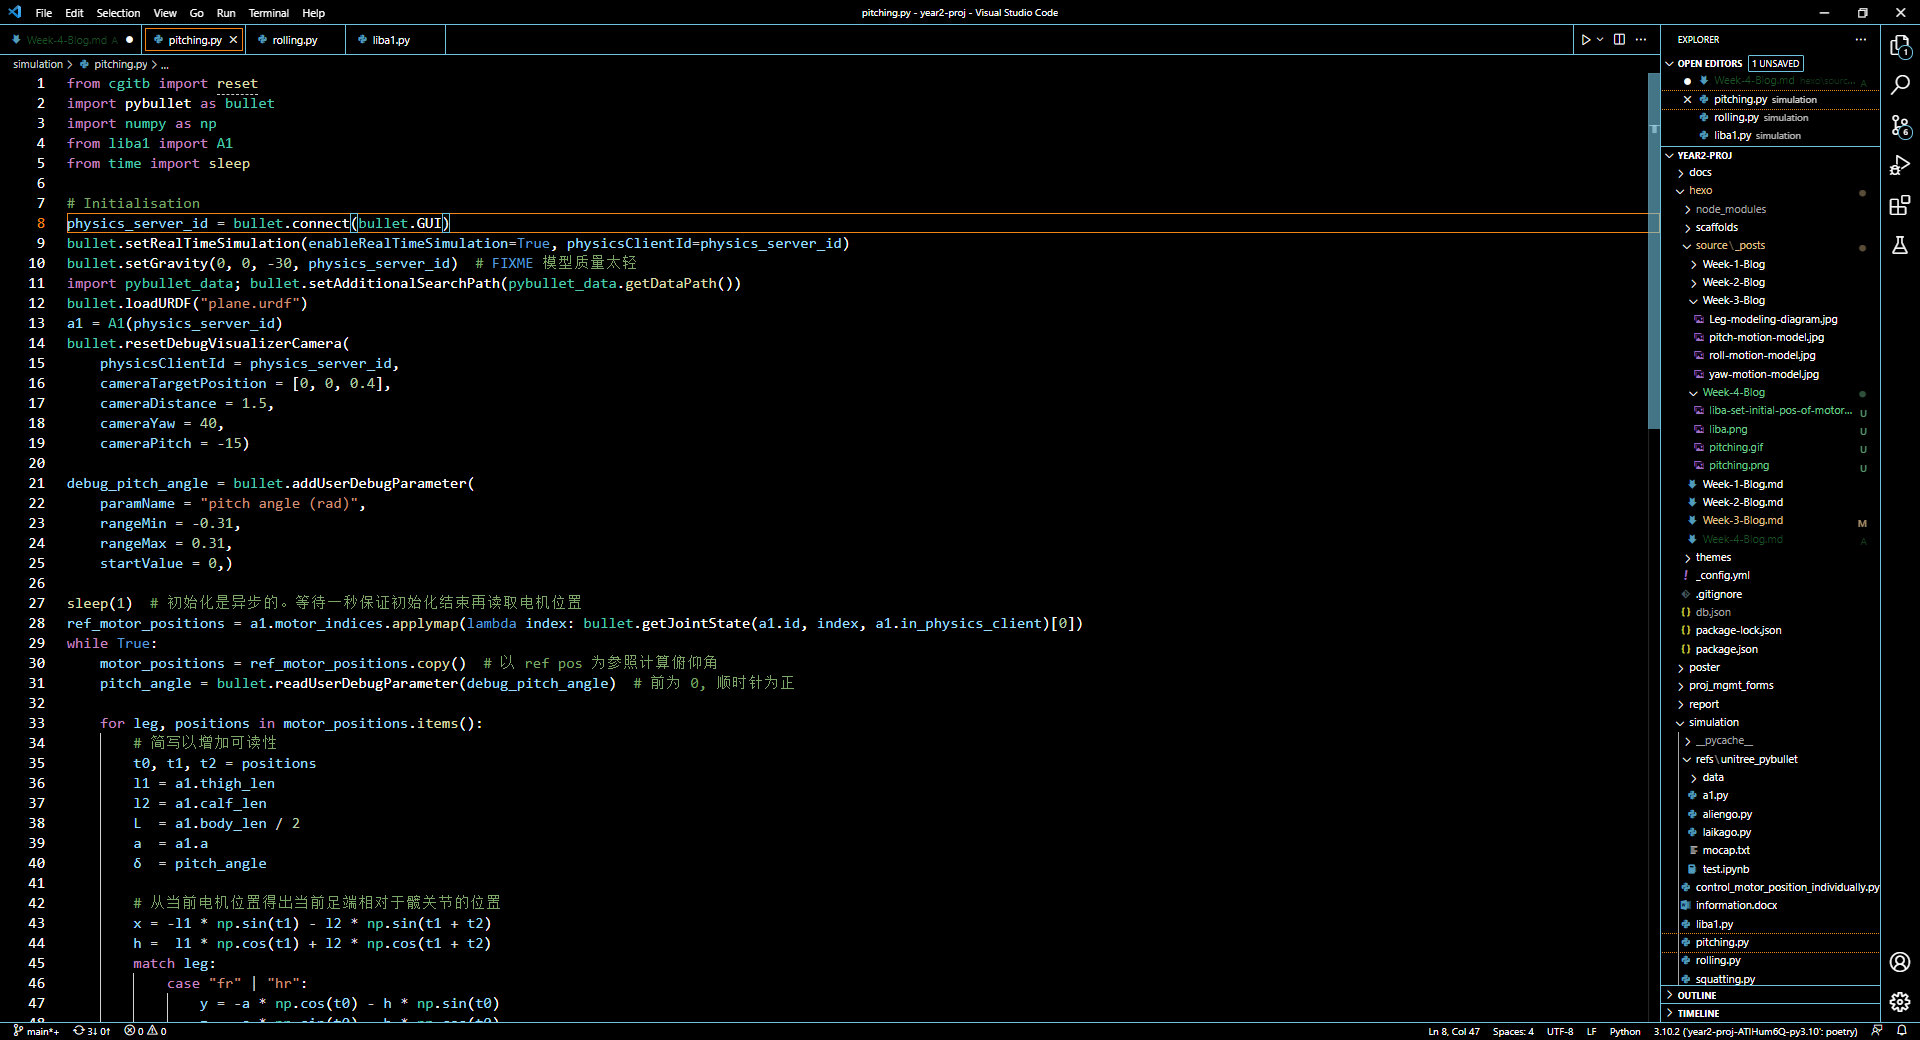 File Edit Selection View Go Run Terminal Help
pitching.py - year2-proj - Visual Studio Code
Week-4-Blog.md A
pitching.py
rolling.py
liba1.py
simulation > pitching.py > ...
1 from cgitb import reset
2 import pybullet as bullet
3 import numpy as np
4 from liba1 import A1
5 from time import sleep
6
7 # Initialisation
8 physics_server_id = bullet.connect(bullet.GUI)
9 bullet.setRealTimeSimulation(enableRealTimeSimulation=True, physicsClientId=physics_server_id)
10 bullet.setGravity(0, 0, -30, physics_server_id)  # FIXME 模型质量太轻
11 import pybullet_data; bullet.setAdditionalSearchPath(pybullet_data.getDataPath())
12 bullet.loadURDF("plane.urdf")
13 a1 = A1(physics_server_id)
14 bullet.resetDebugVisualizerCamera(
15     physicsClientId = physics_server_id,
16     cameraTargetPosition = [0, 0, 0.4],
17     cameraDistance = 1.5,
18     cameraYaw = 40,
19     cameraPitch = -15)
20
21 debug_pitch_angle = bullet.addUserDebugParameter(
22     paramName = "pitch angle (rad)",
23     rangeMin = -0.31,
24     rangeMax = 0.31,
25     startValue = 0,)
26
27 sleep(1)  # 初始化是异步的。等待一秒保证初始化结束再读取电机位置
28 ref_motor_positions = a1.motor_indices.applymap(lambda index: bullet.getJointState(a1.id, index, a1.in_physics_client)[0])
29 while True:
30     motor_positions = ref_motor_positions.copy()  # 以 ref pos 为参照计算俯仰角
31     pitch_angle = bullet.readUserDebugParameter(debug_pitch_angle)  # 前为 0, 顺时针为正
32
33     for leg, positions in motor_positions.items():
34         # 简写以增加可读性
35         t0, t1, t2 = positions
36         l1 = a1.thigh_len
37         l2 = a1.calf_len
38         L  = a1.body_len / 2
39         a  = a1.a
40         δ  = pitch_angle
41
42         # 从当前电机位置得出当前足端相对于髋关节的位置
43         x = -l1 * np.sin(t1) - l2 * np.sin(t1 + t2)
44         h =  l1 * np.cos(t1) + l2 * np.cos(t1 + t2)
45         match leg:
46             case "fr" | "hr":
47                 y = -a * np.cos(t0) - h * np.sin(t0)
EXPLORER
OPEN EDITORS 1 UNSAVED
Week-4-Blog.md hexo\sourc... A
pitching.py simulation
rolling.py simulation
liba1.py simulation
YEAR2-PROJ
docs
hexo
node_modules
scaffolds
source\_posts
Week-1-Blog
Week-2-Blog
Week-3-Blog
Leg-modeling-diagram.jpg
pitch-motion-model.jpg
roll-motion-model.jpg
yaw-motion-model.jpg
Week-4-Blog
liba-set-initial-pos-of-motor... U
liba.png U
pitching.gif U
pitching.png U
Week-1-Blog.md
Week-2-Blog.md
Week-3-Blog.md M
Week-4-Blog.md A
themes
_config.yml
.gitignore
db.json
package-lock.json
package.json
poster
proj_mgmt_forms
report
simulation
__pycache__
refs\unitree_pybullet
data
a1.py
aliengo.py
laikago.py
mocap.txt
test.ipynb
control_motor_position_individually.py
information.docx
liba1.py
pitching.py
rolling.py
squatting.py
OUTLINE
TIMELINE
1
6
main*+ 3↓ 0↑ 0 0
Ln 8, Col 47 Spaces: 4 UTF-8 LF Python 3.10.2 ('year2-proj-ATlHum6Q-py3.10': poetry)